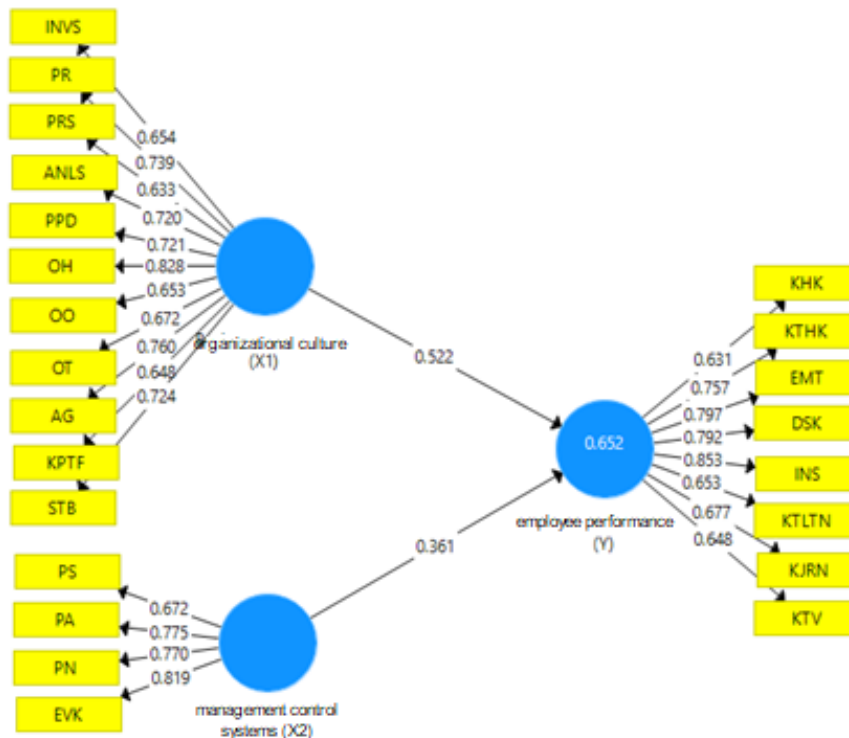 INVS
PR
PRS
ANLS
PPD
OH
OO
OT
AG
KPTF
STB
0.654
0.739
0.633
0.720
0.721
0.828
0.653
0.672
0.760
0.648
0.724
organizational culture
(X1)
PS
PA
PN
EVK
0.672
0.775
0.770
0.819
management control
systems (X2)
0.522
0.361
0.652
employee performance
(Y)
0.631
0.757
0.797
0.792
0.853
0.653
0.677
0.648
KHK
KTHK
EMT
DSK
INS
KTLTN
KJRN
KTV